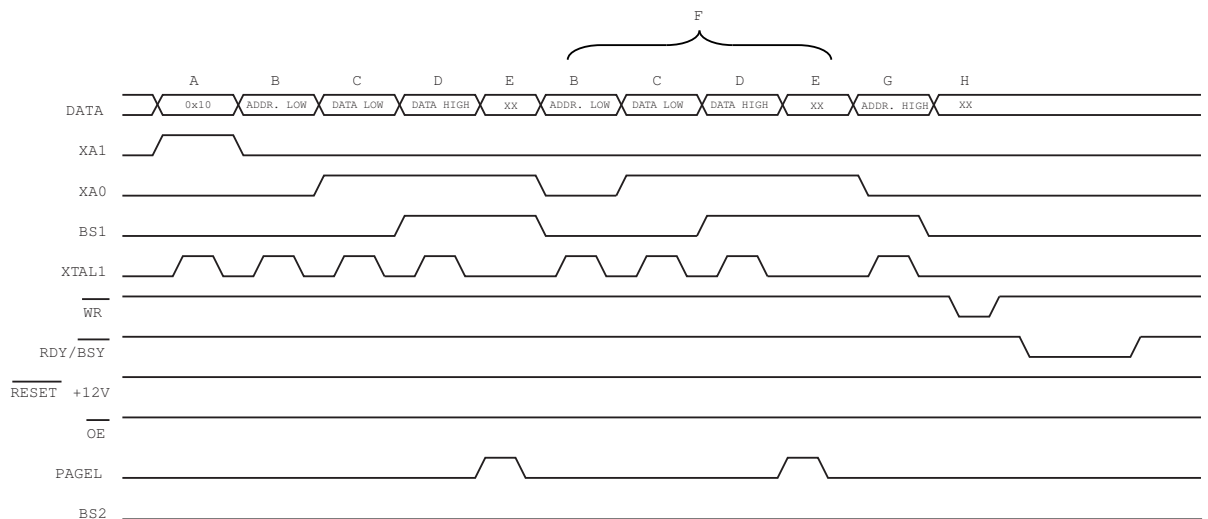 F
A B C D E B C D E G H
DATA 0x10 ADDR. LOW DATA LOW DATA HIGH XX ADDR. LOW DATA LOW DATA HIGH XX ADDR. HIGH XX
XA1
XA0
BS1
XTAL1
WR
RDY/BSY
RESET +12V
OE
PAGEL
BS2